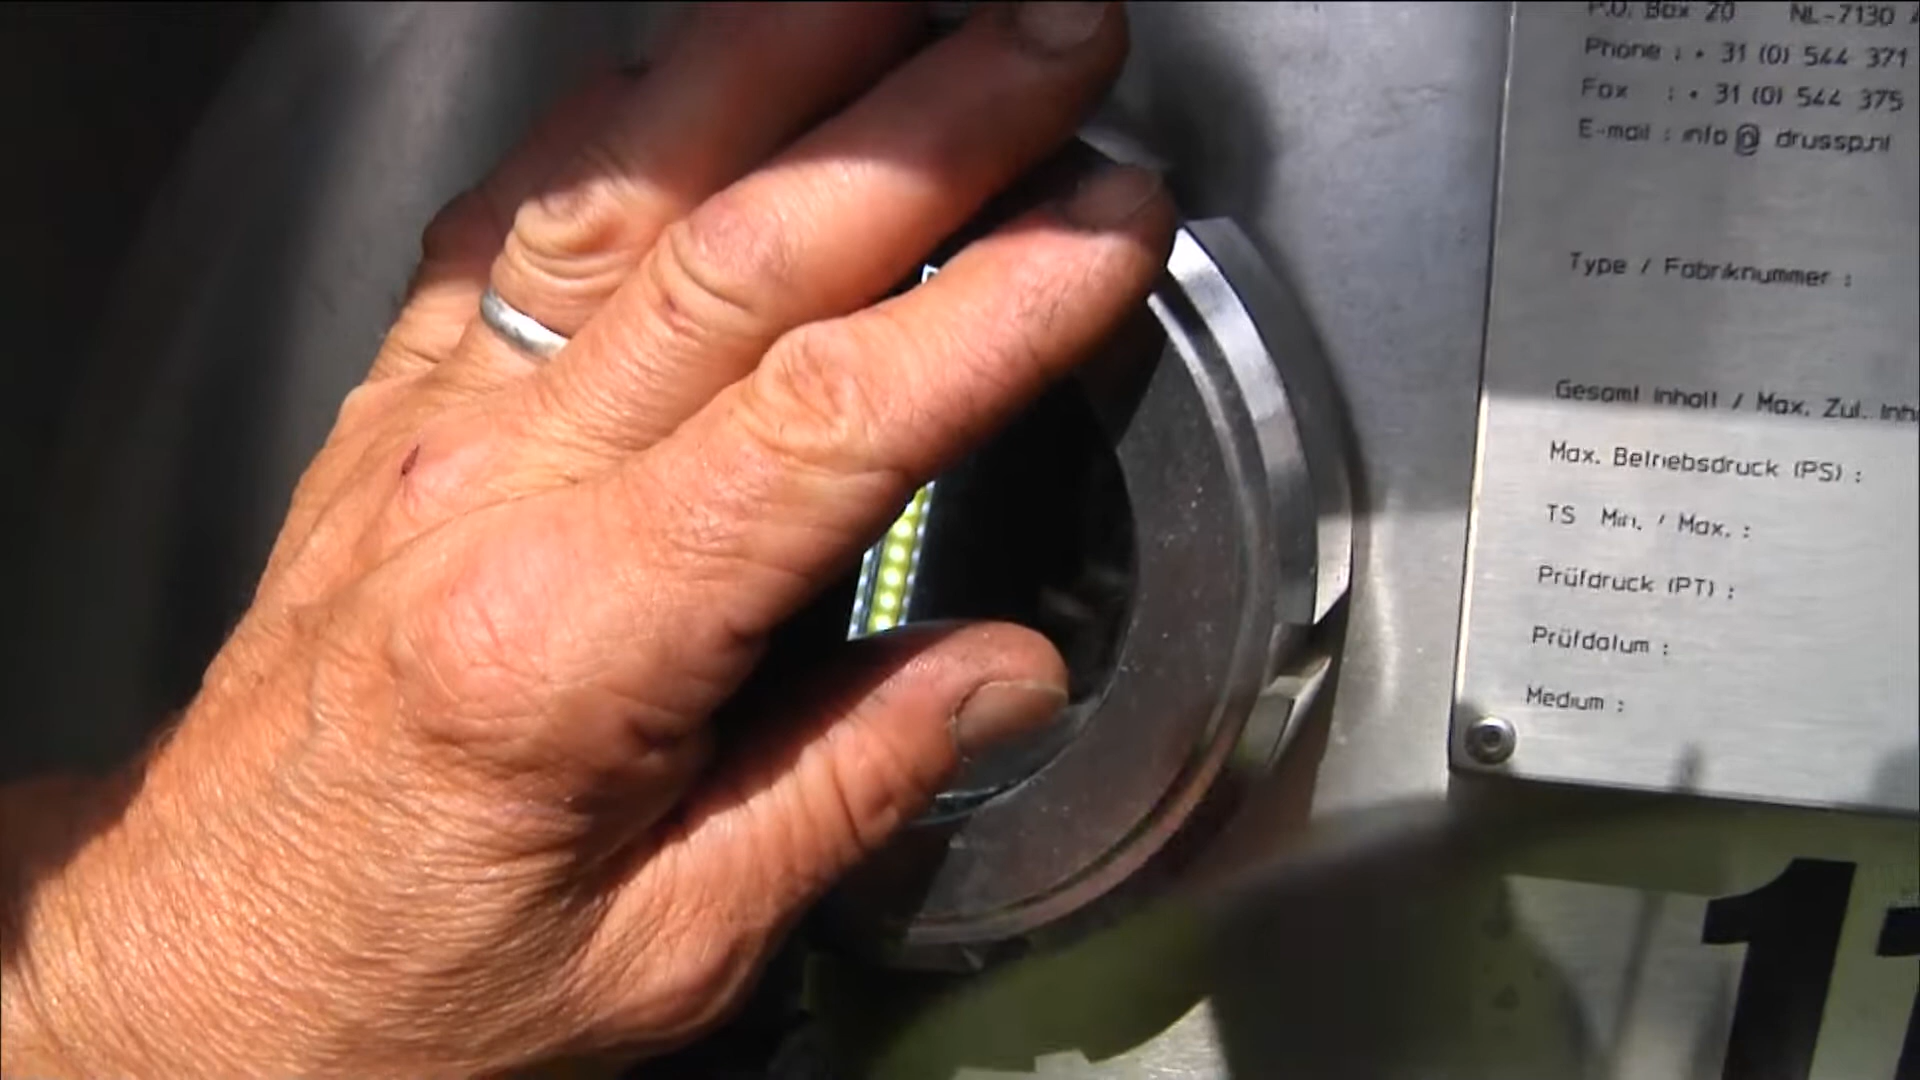 P.O. Box 20 NL-7130
Phone : + 31 (0) 544 371
Fax : + 31 (0) 544 375
E-mail : info @ drussp.nl
Type / Fabriknummer :
Gesamt Inhalt / Max. Zul. Inh
Max. Betriebsdruck (PS) :
TS Min. / Max. :
Prüfdruck (PT) :
Prüfdatum :
Medium :
1